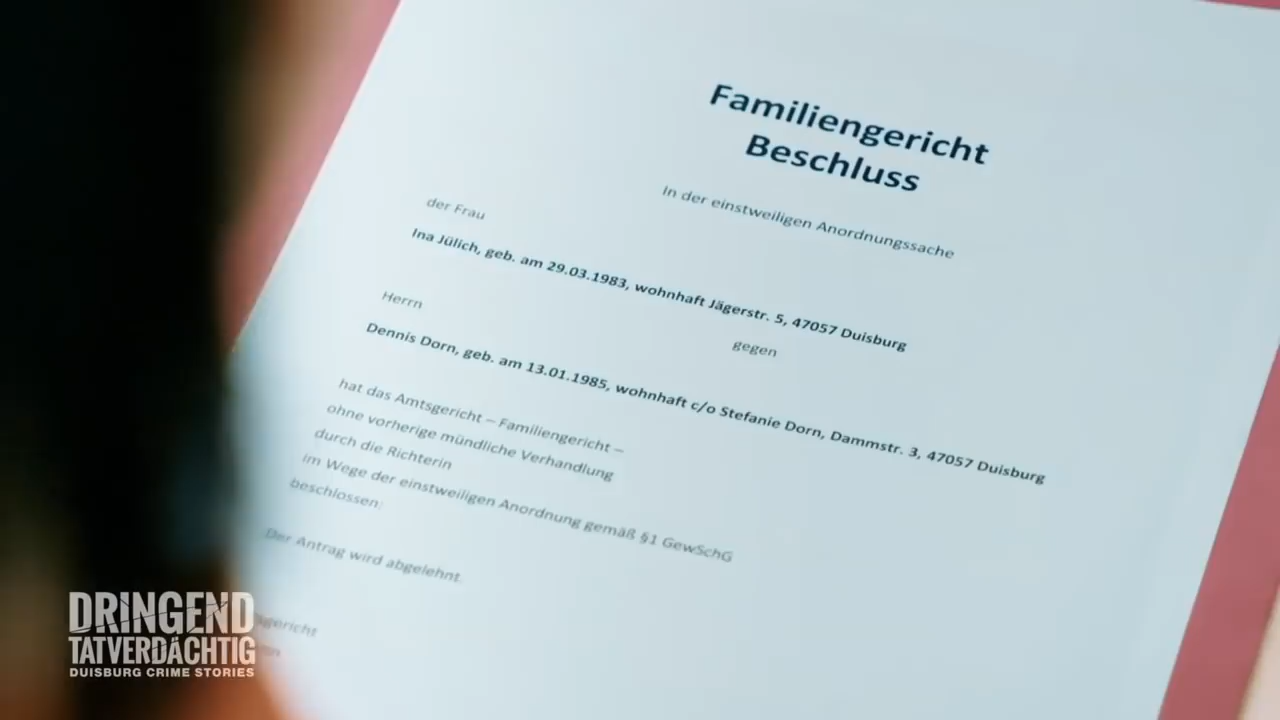 Familiengericht
Beschluss
In der einstweiligen Anordnungssache
der Frau
Ina Jülich, geb. am 29.03.1983, wohnhaft Jägerstr. 5, 47057 Duisburg
gegen
Herrn
Dennis Dorn, geb. am 13.01.1985, wohnhaft c/o Stefanie Dorn, Dammstr. 3, 47057 Duisburg
hat das Amtsgericht – Familiengericht –
ohne vorherige mündliche Verhandlung
durch die Richterin
im Wege der einstweiligen Anordnung gemäß §1 GewSchG
beschlossen:
Der Antrag wird abgelehnt.
DRINGEND
TATVERDÄCHTIG
DUISBURG CRIME STORIES